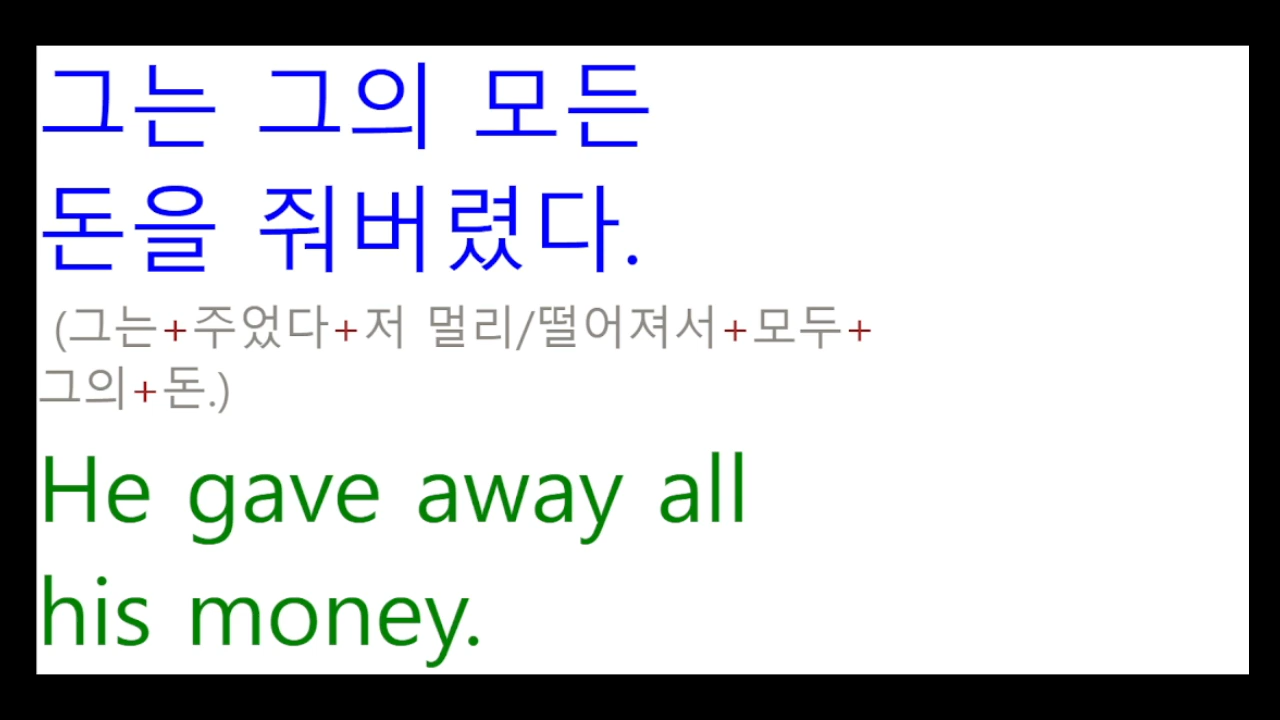 그는 그의 모든
돈을 줘버렸다.
(그는+주었다+저 멀리/떨어져서+모두+
그의+돈.)
He gave away all
his money.